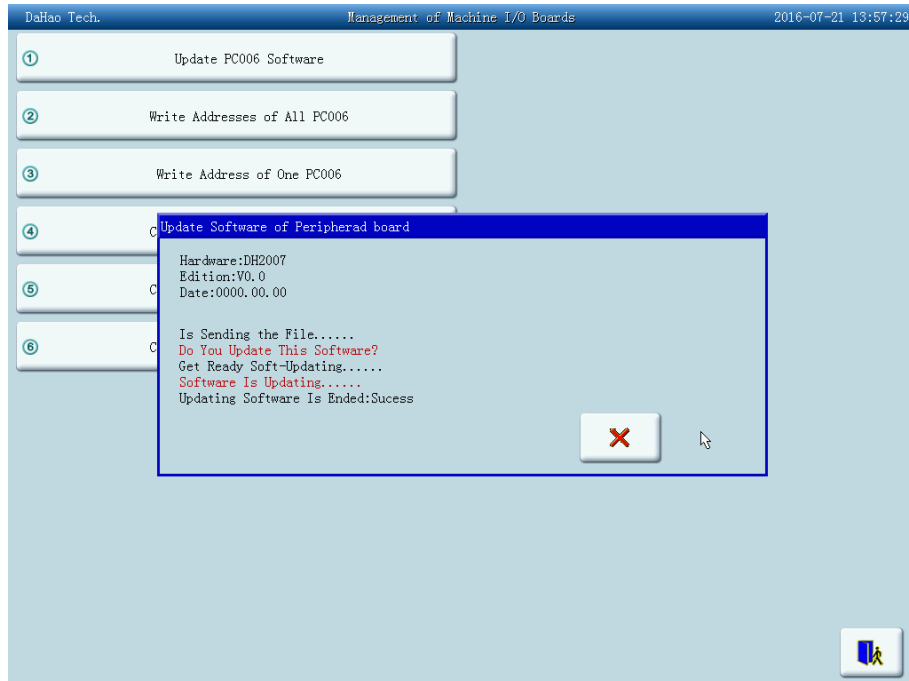 DaHao Tech. Management of Machine I/O Boards 2016-07-21 13:57:29
① Update PC006 Software
② Write Addresses of All PC006
③ Write Address of One PC006
④ C
Update Software of Peripherad board
Hardware:DH2007
Edition:V0.0
⑤ C
Date:0000.00.00
Is Sending the File......
⑥ C
Do You Update This Software?
Get Ready Soft-Updating......
Software Is Updating......
Updating Software Is Ended:Sucess